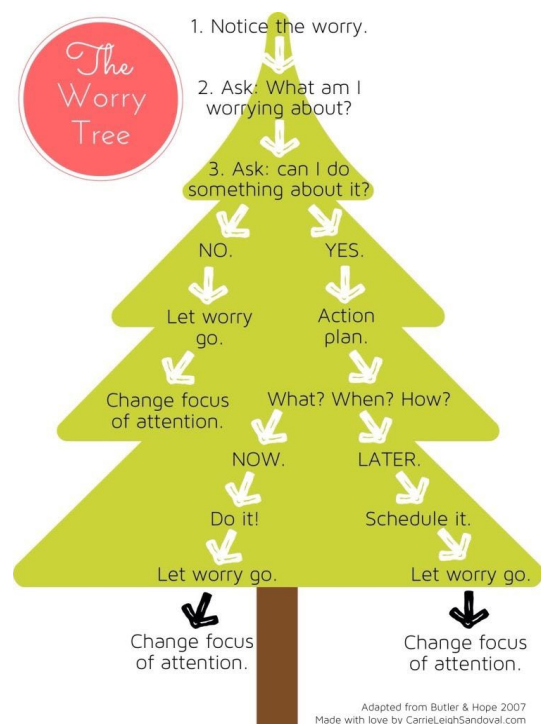 The
Worry
Tree
1. Notice the worry.
2. Ask: What am I
worrying about?
3. Ask: can I do
something about it?
NO.
YES.
Let worry
go.
Action
plan.
Change focus
of attention.
What? When? How?
NOW.
LATER.
Do it!
Schedule it.
Let worry go.
Let worry go.
Change focus
of attention.
Change focus
of attention.
Adapted from Butler & Hope 2007
Made with love by CarrieLeighSandoval.com